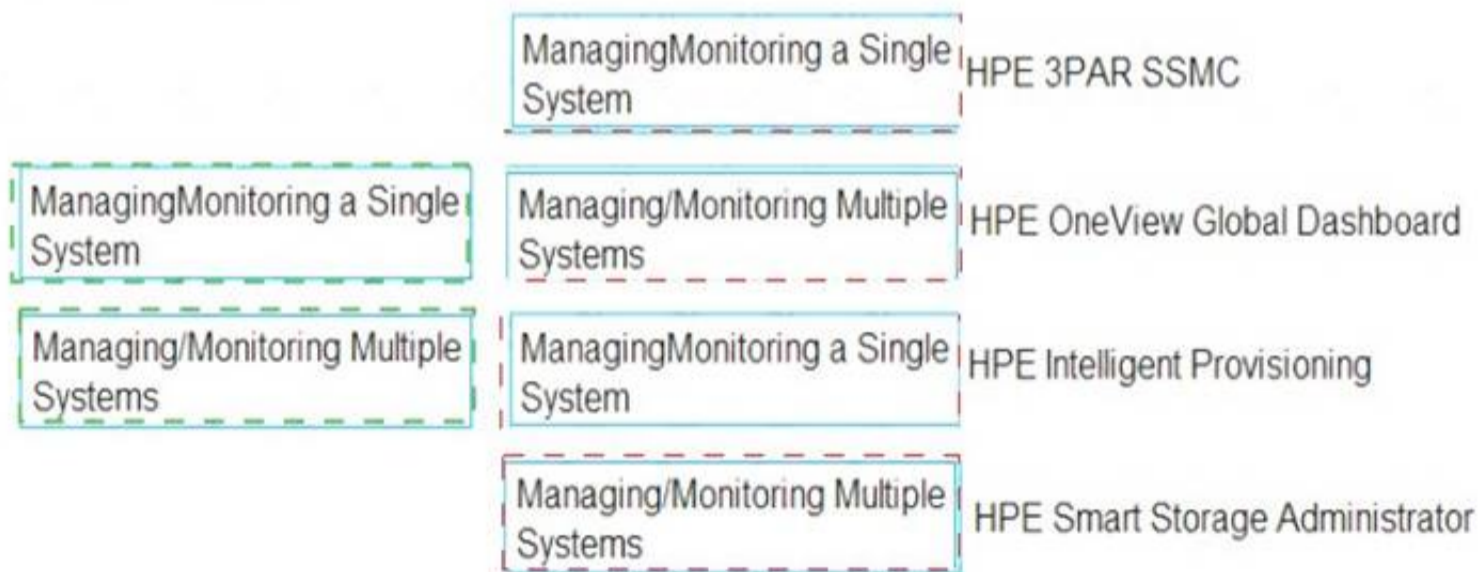 ManagingMonitoring a Single
System
HPE 3PAR SSMC
ManagingMonitoring a Single
System
Managing/Monitoring Multiple
Systems
HPE OneView Global Dashboard
Managing/Monitoring Multiple
Systems
ManagingMonitoring a Single
System
HPE Intelligent Provisioning
Managing/Monitoring Multiple
Systems
HPE Smart Storage Administrator